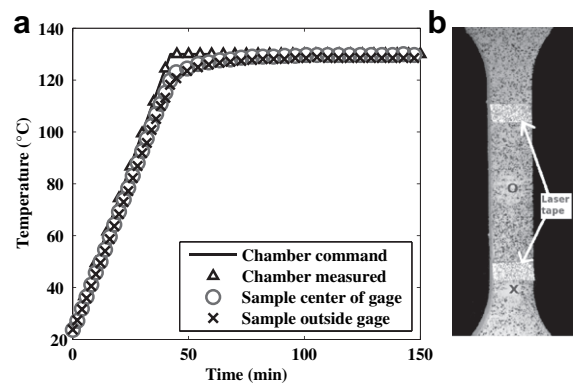 a
b
140
120
100
80
60
40
20
Temperature (°C)
0
50
100
150
Time (min)
Chamber command
Chamber measured
Sample center of gage
Sample outside gage
O
Laser
tape
X